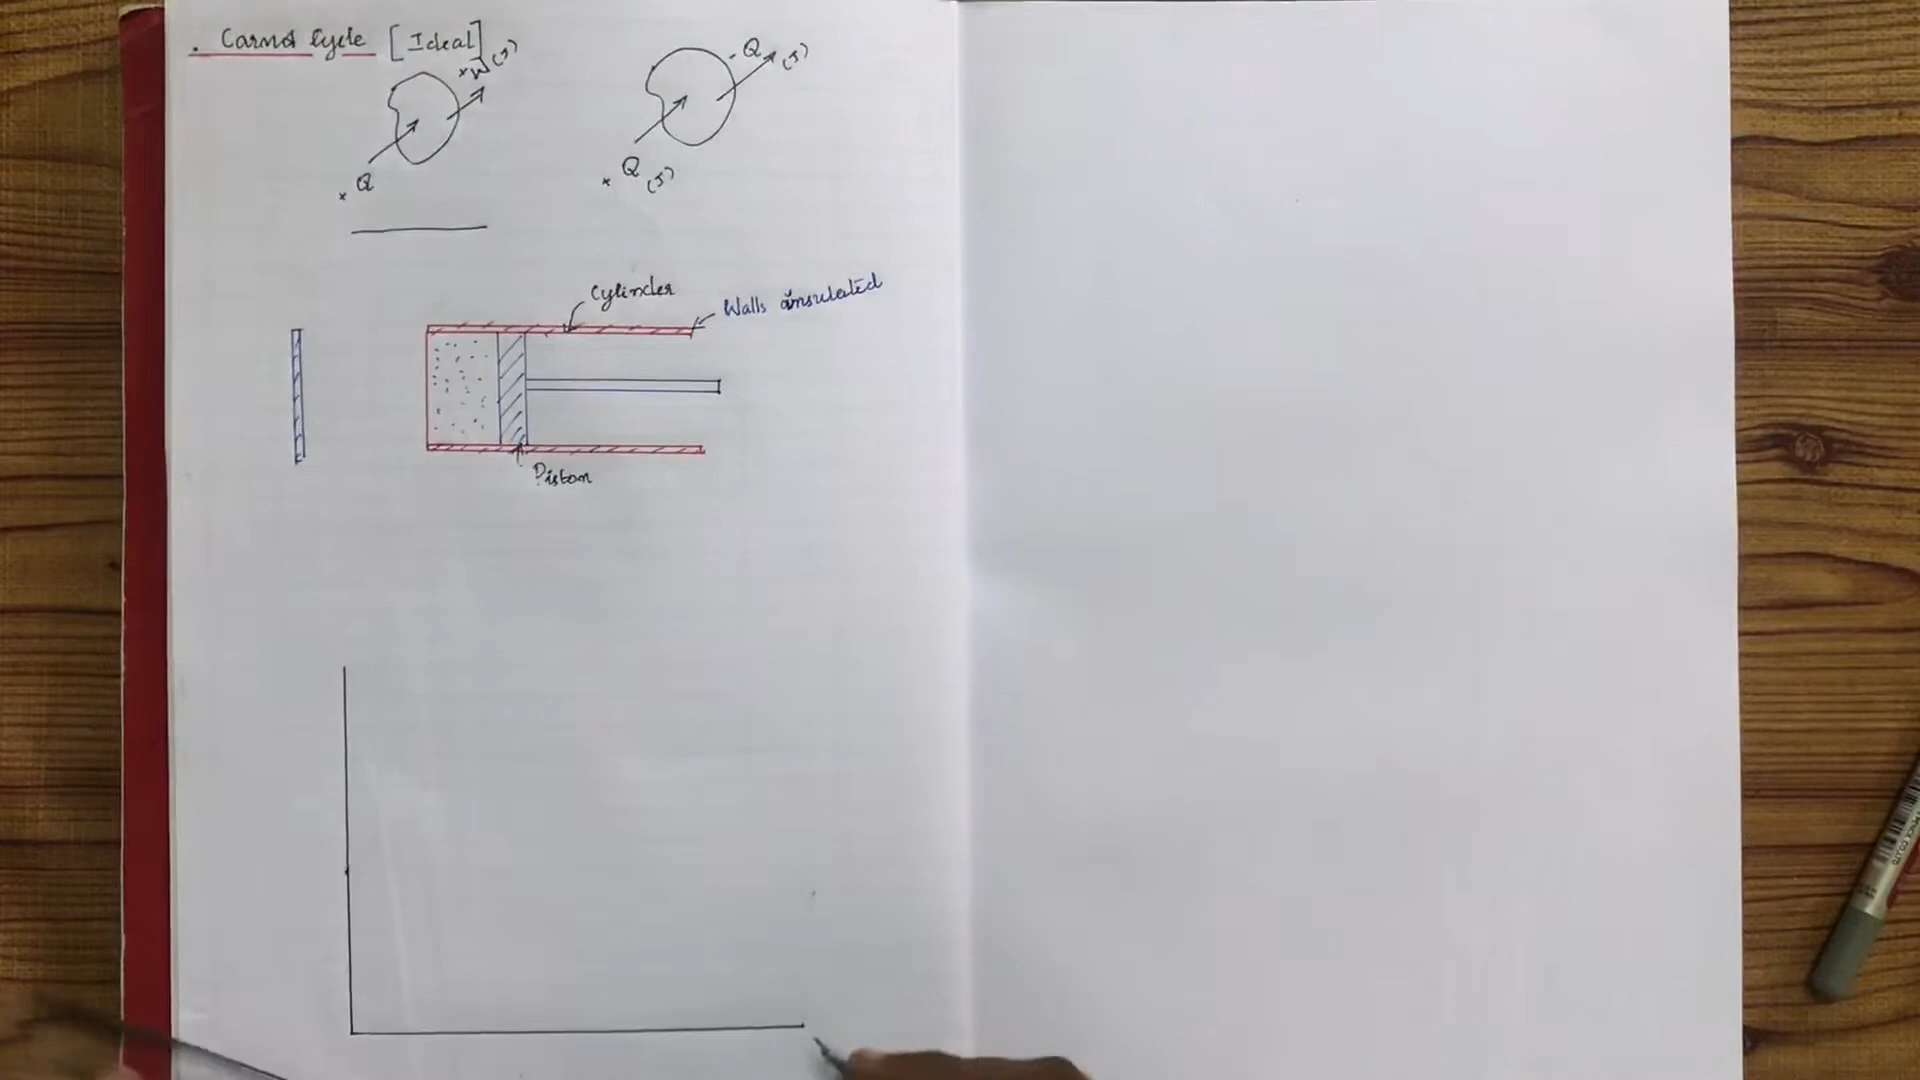 . Carnot Cycle [Ideal]
+W (J)
- Q (J)
+ Q
+ Q (J)
Cylinder
Walls insulated
Piston